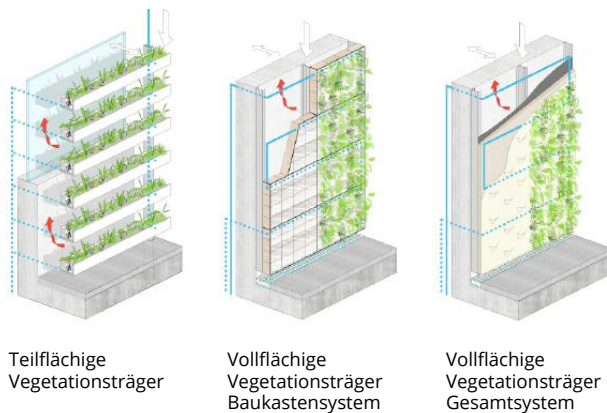 Teilflächige
Vegetationsträger
Vollflächige
Vegetationsträger
Baukastensystem
Vollflächige
Vegetationsträger
Gesamtsystem